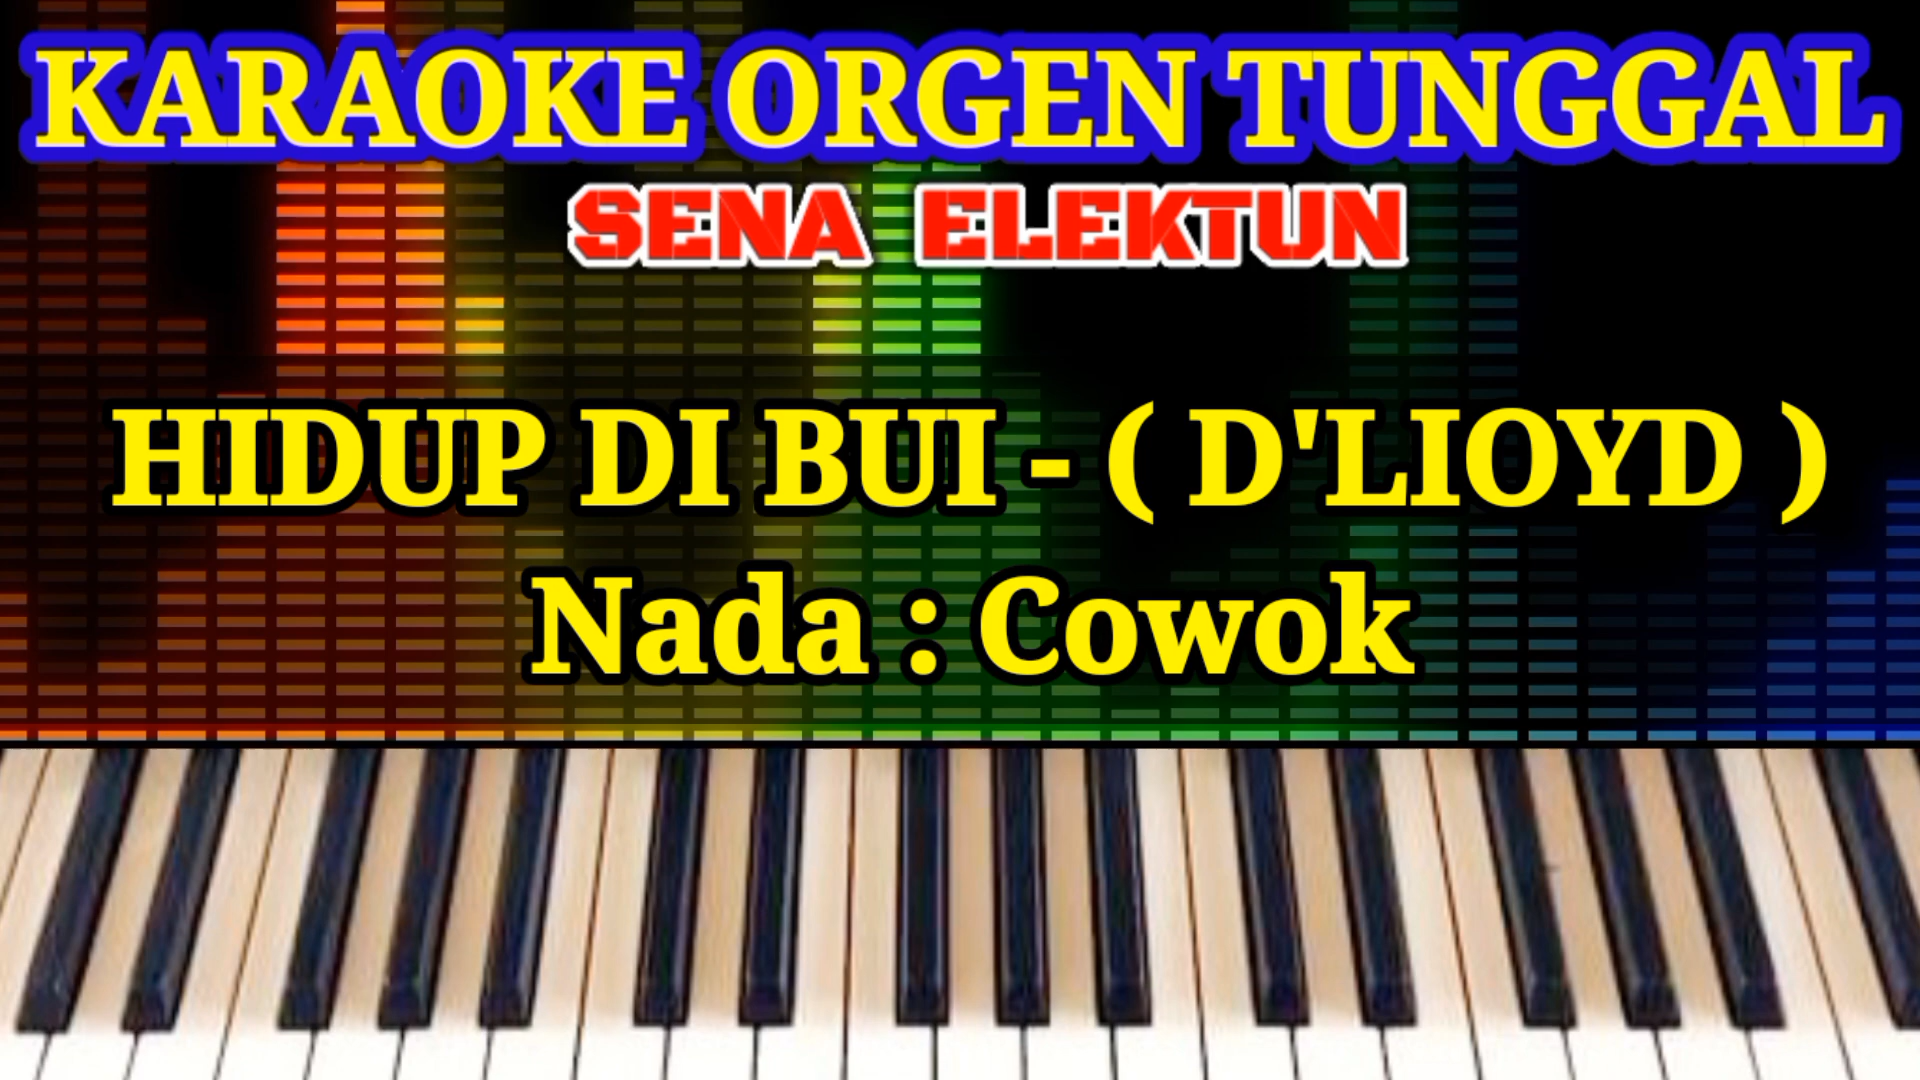 KARAOKE ORGEN TUNGGAL
SENA ELEKTUN
HIDUP DI BUI - ( D'LIOYD )
Nada : Cowok